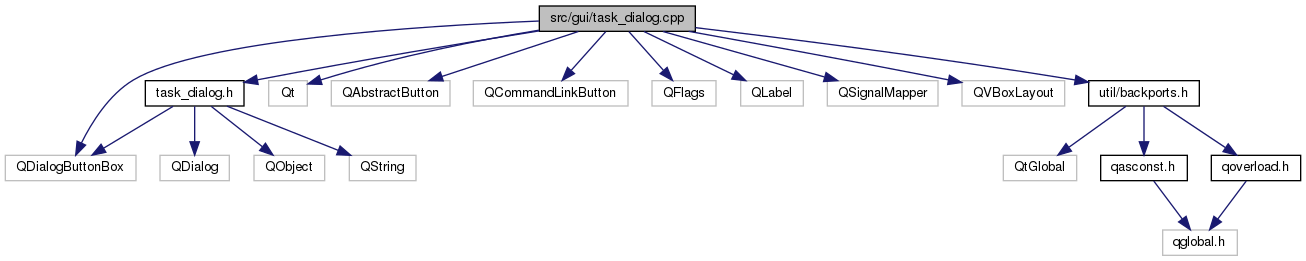 src/gui/task_dialog.cpp
task_dialog.h
Qt
QAbstractButton
QCommandLinkButton
QFlags
QLabel
QSignalMapper
QVBoxLayout
util/backports.h
QDialogButtonBox
QDialog
QObject
QString
QtGlobal
qasconst.h
qoverload.h
qglobal.h